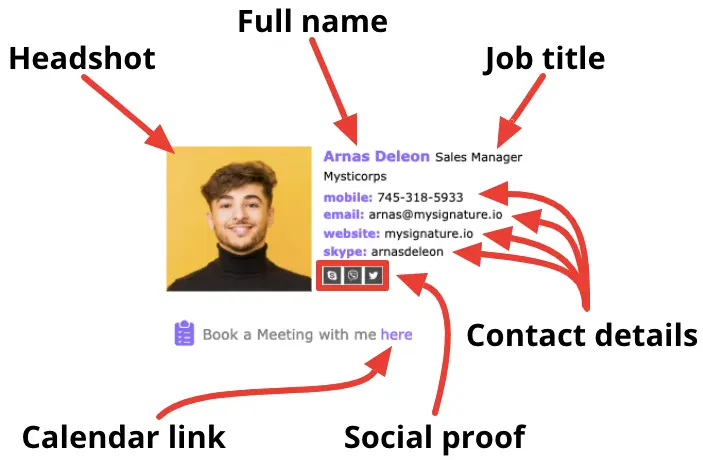 Full name
Headshot
Job title
Arnas Deleon Sales Manager
Mysticorps
mobile: 745-318-5933
email: arnas@mysignature.io
website: mysignature.io
skype: arnasdeleon
Book a Meeting with me here
Contact details
Calendar link
Social proof